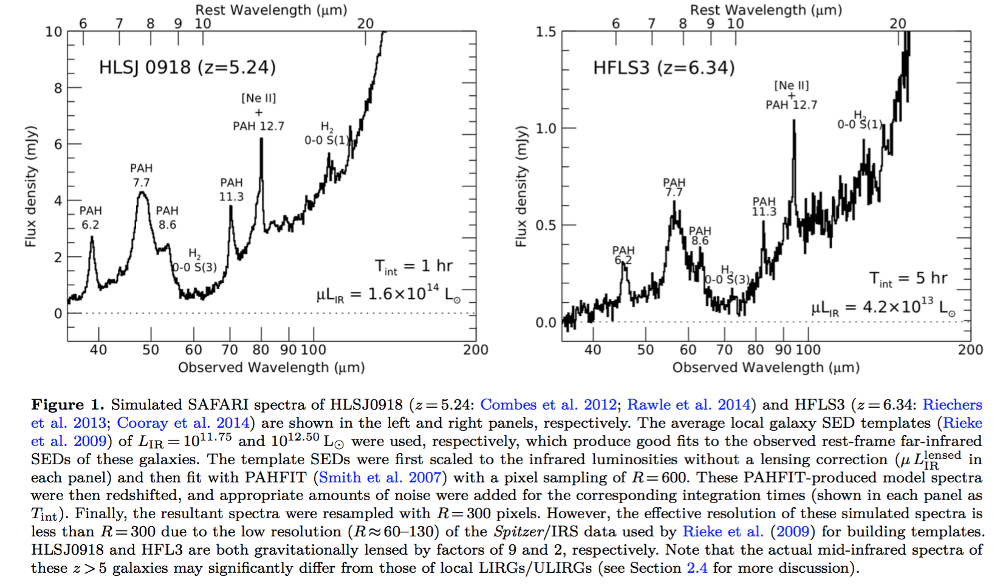 Rest Wavelength (μm)
6 7 8 9 10 20
HLSJ 0918 (z=5.24)
[Ne II]
+
PAH 12.7
H₂
0-0 S(1)
PAH
7.7
PAH
11.3
PAH
6.2
PAH
8.6
H₂
0-0 S(3)
T_int = 1 hr
μL_IR = 1.6×10¹⁴ L⊙
10
8
6
4
2
0
Flux density (mJy)
40 50 60 70 80 90 100 200
Observed Wavelength (μm)
Rest Wavelength (μm)
6 7 8 9 10 20
HFLS3 (z=6.34)
[Ne II]
+
PAH 12.7
H₂
0-0 S(1)
PAH
7.7
PAH
11.3
PAH
8.6
PAH
6.2
H₂
0-0 S(3)
T_int = 5 hr
μL_IR = 4.2×10¹³ L⊙
1.5
1.0
0.5
0.0
Flux density (mJy)
40 50 60 70 80 90 100 200
Observed Wavelength (μm)
Figure 1. Simulated SAFARI spectra of HLSJ0918 (z = 5.24: Combes et al. 2012; Rawle et al. 2014) and HFLS3 (z = 6.34: Riechers
et al. 2013; Cooray et al. 2014) are shown in the left and right panels, respectively. The average local galaxy SED templates (Rieke
et al. 2009) of L_IR = 10^11.75 and 10^12.50 L⊙ were used, respectively, which produce good fits to the observed rest-frame far-infrared
SEDs of these galaxies. The template SEDs were first scaled to the infrared luminosities without a lensing correction (μ L_IR^lensed in
each panel) and then fit with PAHFIT (Smith et al. 2007) with a pixel sampling of R = 600. These PAHFIT-produced model spectra
were then redshifted, and appropriate amounts of noise were added for the corresponding integration times (shown in each panel as
T_int). Finally, the resultant spectra were resampled with R = 300 pixels. However, the effective resolution of these simulated spectra is
less than R = 300 due to the low resolution (R ≈ 60–130) of the Spitzer/IRS data used by Rieke et al. (2009) for building templates.
HLSJ0918 and HFL3 are both gravitationally lensed by factors of 9 and 2, respectively. Note that the actual mid-infrared spectra of
these z > 5 galaxies may significantly differ from those of local LIRGs/ULIRGs (see Section 2.4 for more discussion).